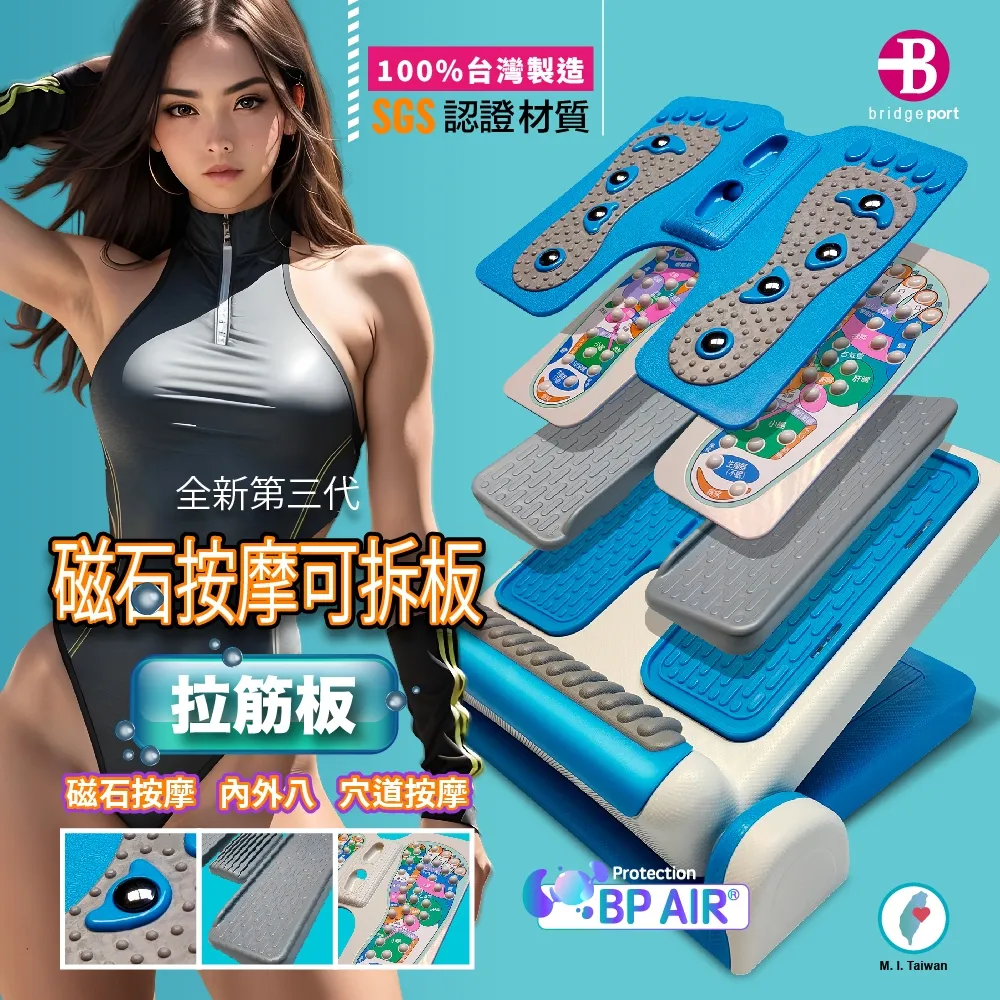 100%台灣製造
SGS 認證材質
B
bridgeport
全新第三代
磁石按摩可拆板
拉筋板
磁石按摩 內外八 穴道按摩
Protection
BP AIR®
M. I. Taiwan